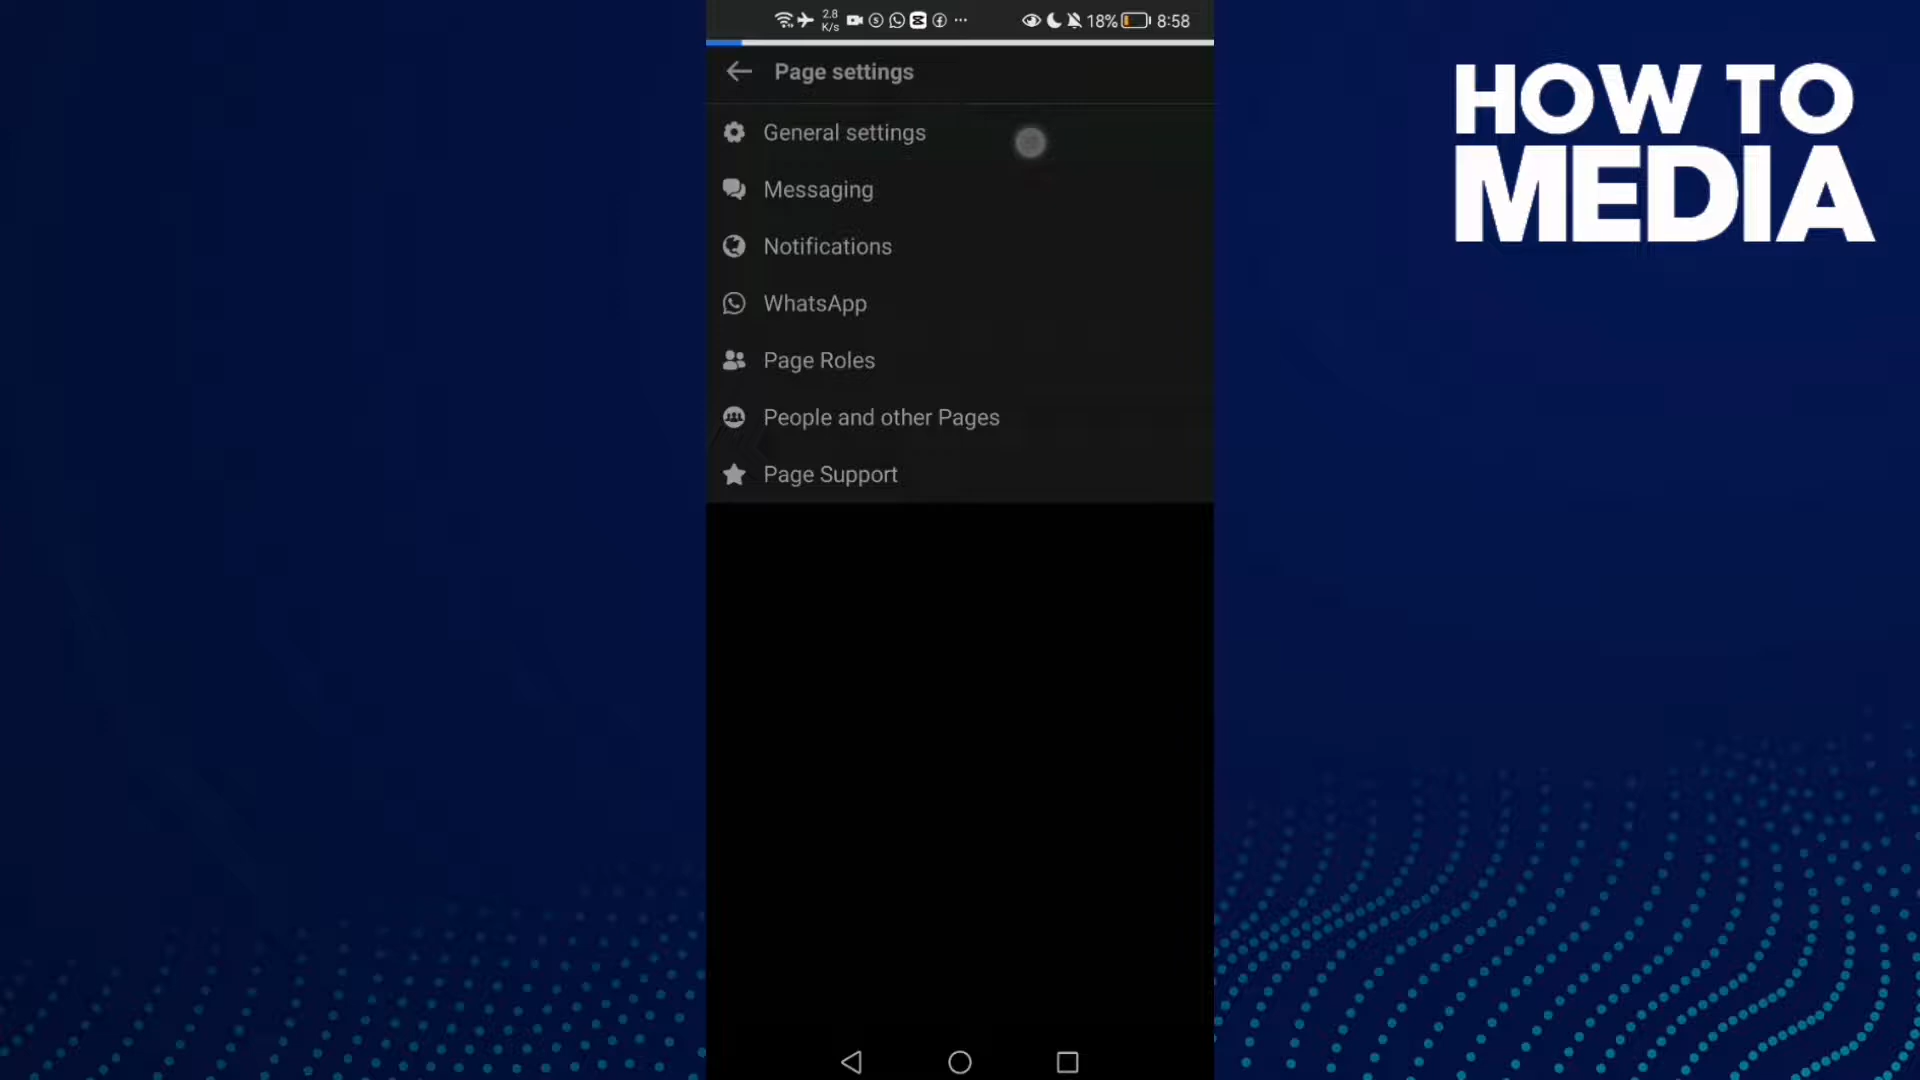 2.8
K/s
18%
8:58
Page settings
General settings
Messaging
Notifications
WhatsApp
Page Roles
People and other Pages
Page Support
HOW TO
MEDIA